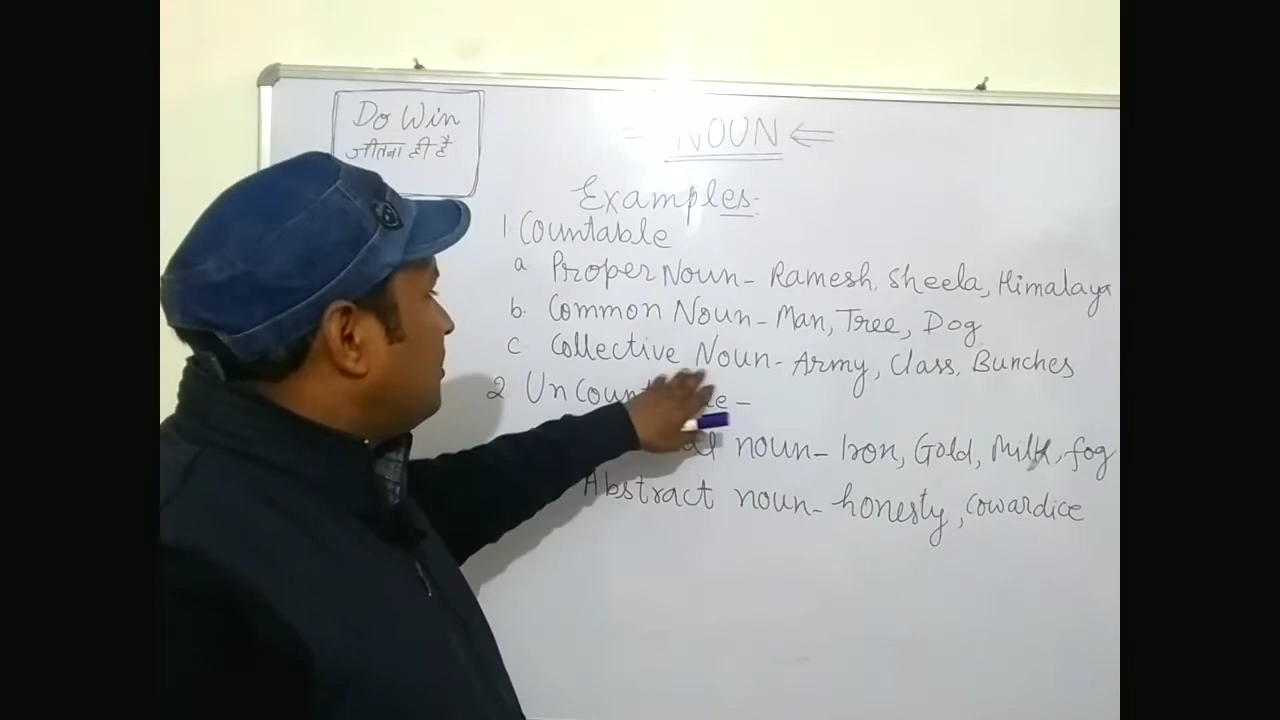 Do Win
जीतना ही है
= NOUN ⇐
Examples:
1 Countable
a Proper Noun - Ramesh, Sheela, Himalaya
b. Common Noun - Man, Tree, Dog
c Collective Noun - Army, Class, Bunches
2 -
noun - Iron, Gold, Milk, fog
Abstract noun - honesty, cowardice